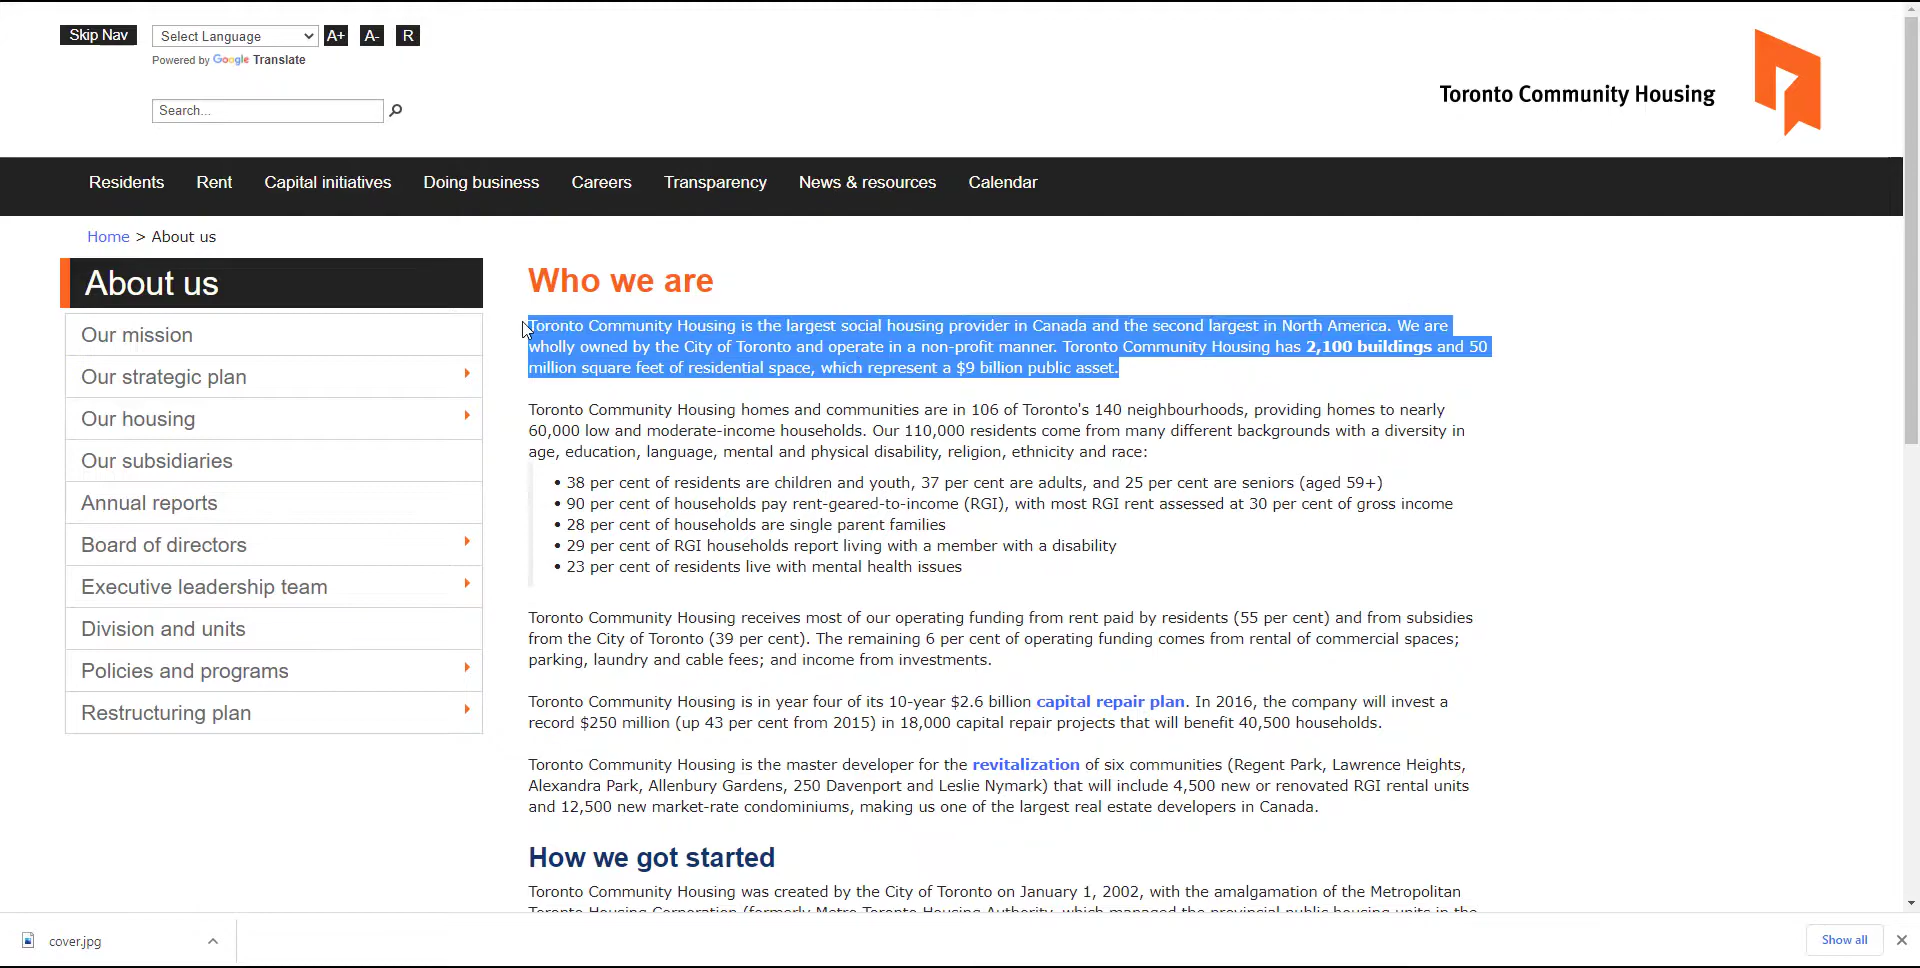 Skip Nav
Select Language
A+
A-
R
Powered by Google Translate
Search...
Toronto Community Housing
Residents
Rent
Capital initiatives
Doing business
Careers
Transparency
News & resources
Calendar
Home > About us
About us
Our mission
Our strategic plan
Our housing
Our subsidiaries
Annual reports
Board of directors
Executive leadership team
Division and units
Policies and programs
Restructuring plan
Who we are
Toronto Community Housing is the largest social housing provider in Canada and the second largest in North America. We are
wholly owned by the City of Toronto and operate in a non-profit manner. Toronto Community Housing has 2,100 buildings and 50
million square feet of residential space, which represent a $9 billion public asset.
Toronto Community Housing homes and communities are in 106 of Toronto's 140 neighbourhoods, providing homes to nearly
60,000 low and moderate-income households. Our 110,000 residents come from many different backgrounds with a diversity in
age, education, language, mental and physical disability, religion, ethnicity and race:
• 38 per cent of residents are children and youth, 37 per cent are adults, and 25 per cent are seniors (aged 59+)
• 90 per cent of households pay rent-geared-to-income (RGI), with most RGI rent assessed at 30 per cent of gross income
• 28 per cent of households are single parent families
• 29 per cent of RGI households report living with a member with a disability
• 23 per cent of residents live with mental health issues
Toronto Community Housing receives most of our operating funding from rent paid by residents (55 per cent) and from subsidies
from the City of Toronto (39 per cent). The remaining 6 per cent of operating funding comes from rental of commercial spaces;
parking, laundry and cable fees; and income from investments.
Toronto Community Housing is in year four of its 10-year $2.6 billion capital repair plan. In 2016, the company will invest a
record $250 million (up 43 per cent from 2015) in 18,000 capital repair projects that will benefit 40,500 households.
Toronto Community Housing is the master developer for the revitalization of six communities (Regent Park, Lawrence Heights,
Alexandra Park, Allenbury Gardens, 250 Davenport and Leslie Nymark) that will include 4,500 new or renovated RGI rental units
and 12,500 new market-rate condominiums, making us one of the largest real estate developers in Canada.
How we got started
Toronto Community Housing was created by the City of Toronto on January 1, 2002, with the amalgamation of the Metropolitan
Toronto Housing Corporation (formerly Metro Toronto Housing Authority, which managed the provincial public housing units in the
cover.jpg
Show all